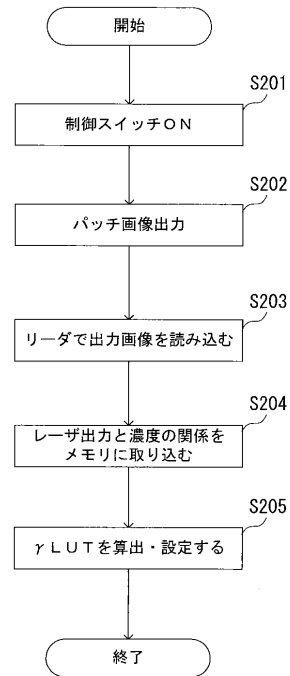 開始
S201
制御スイッチON
S202
パッチ画像出力
S203
リーダで出力画像を読み込む
S204
レーザ出力と濃度の関係を
メモリに取り込む
S205
γLUTを算出・設定する
終了